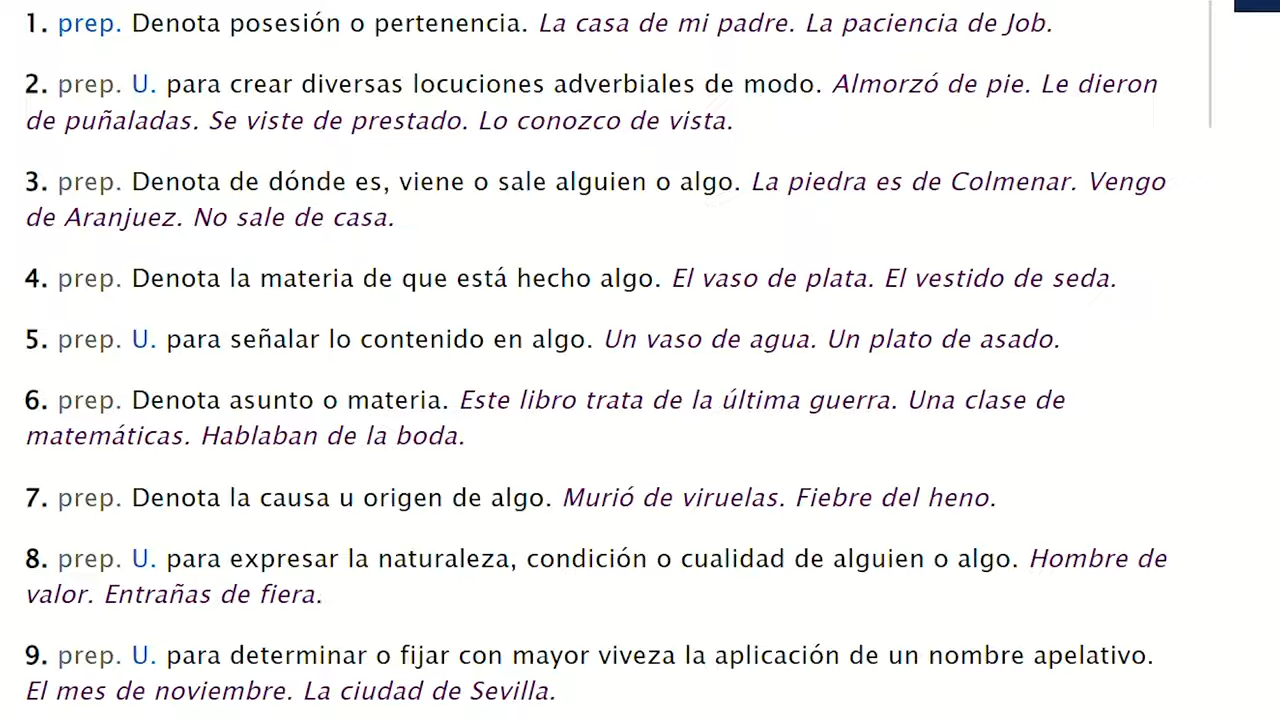 1. prep. Denota posesión o pertenencia. La casa de mi padre. La paciencia de Job.
2. prep. U. para crear diversas locuciones adverbiales de modo. Almorzó de pie. Le dieron
de puñaladas. Se viste de prestado. Lo conozco de vista.
3. prep. Denota de dónde es, viene o sale alguien o algo. La piedra es de Colmenar. Vengo
de Aranjuez. No sale de casa.
4. prep. Denota la materia de que está hecho algo. El vaso de plata. El vestido de seda.
5. prep. U. para señalar lo contenido en algo. Un vaso de agua. Un plato de asado.
6. prep. Denota asunto o materia. Este libro trata de la última guerra. Una clase de
matemáticas. Hablaban de la boda.
7. prep. Denota la causa u origen de algo. Murió de viruelas. Fiebre del heno.
8. prep. U. para expresar la naturaleza, condición o cualidad de alguien o algo. Hombre de
valor. Entrañas de fiera.
9. prep. U. para determinar o fijar con mayor viveza la aplicación de un nombre apelativo.
El mes de noviembre. La ciudad de Sevilla.